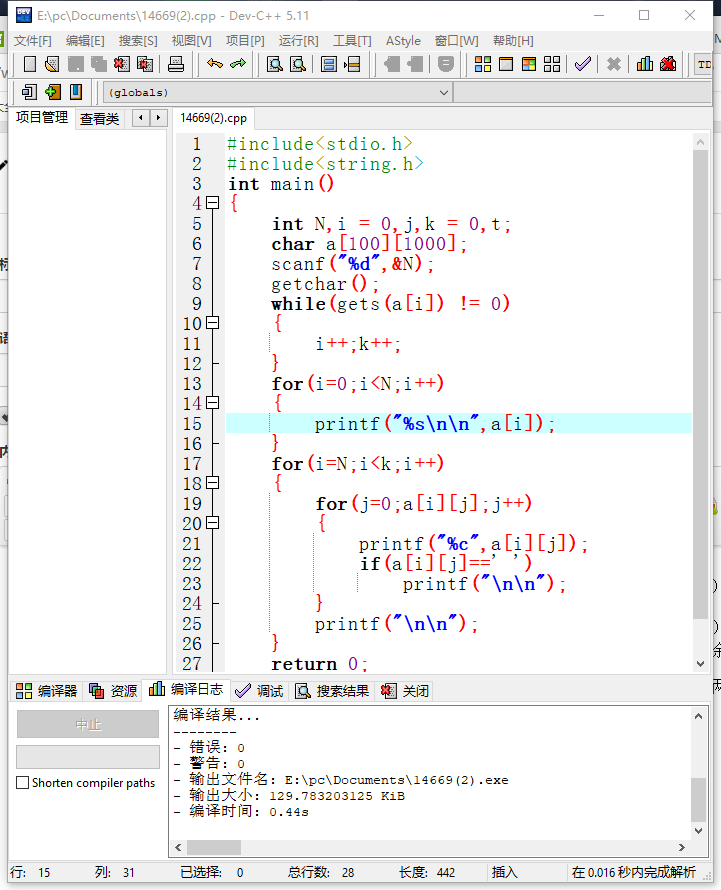 E:\pc\Documents\14669(2).cpp - Dev-C++ 5.11
文件[F] 编辑[E] 搜索[S] 视图[V] 项目[P] 运行[R] 工具[T] AStyle 窗口[W] 帮助[H]
TD
(globals)
项目管理 查看类 14669(2).cpp
1 #include<stdio.h>
2 #include<string.h>
3 int main()
4 {
5 int N,i = 0,j,k = 0,t;
6 char a[100][1000];
7 scanf("%d",&N);
8 getchar();
9 while(gets(a[i]) != 0)
10 {
11 i++;k++;
12 }
13 for(i=0;i<N;i++)
14 {
15 printf("%s\n\n",a[i]);
16 }
17 for(i=N;i<k;i++)
18 {
19 for(j=0;a[i][j];j++)
20 {
21 printf("%c",a[i][j]);
22 if(a[i][j]==' ')
23 printf("\n\n");
24 }
25 printf("\n\n");
26 }
27 return 0;
编译器 资源 编译日志 调试 搜索结果 关闭
中止
Shorten compiler paths
编译结果...
--------
- 错误: 0
- 警告: 0
- 输出文件名: E:\pc\Documents\14669(2).exe
- 输出大小: 129.783203125 KiB
- 编译时间: 0.44s
行: 15 列: 31 已选择: 0 总行数: 28 长度: 442 插入 在 0.016 秒内完成解析